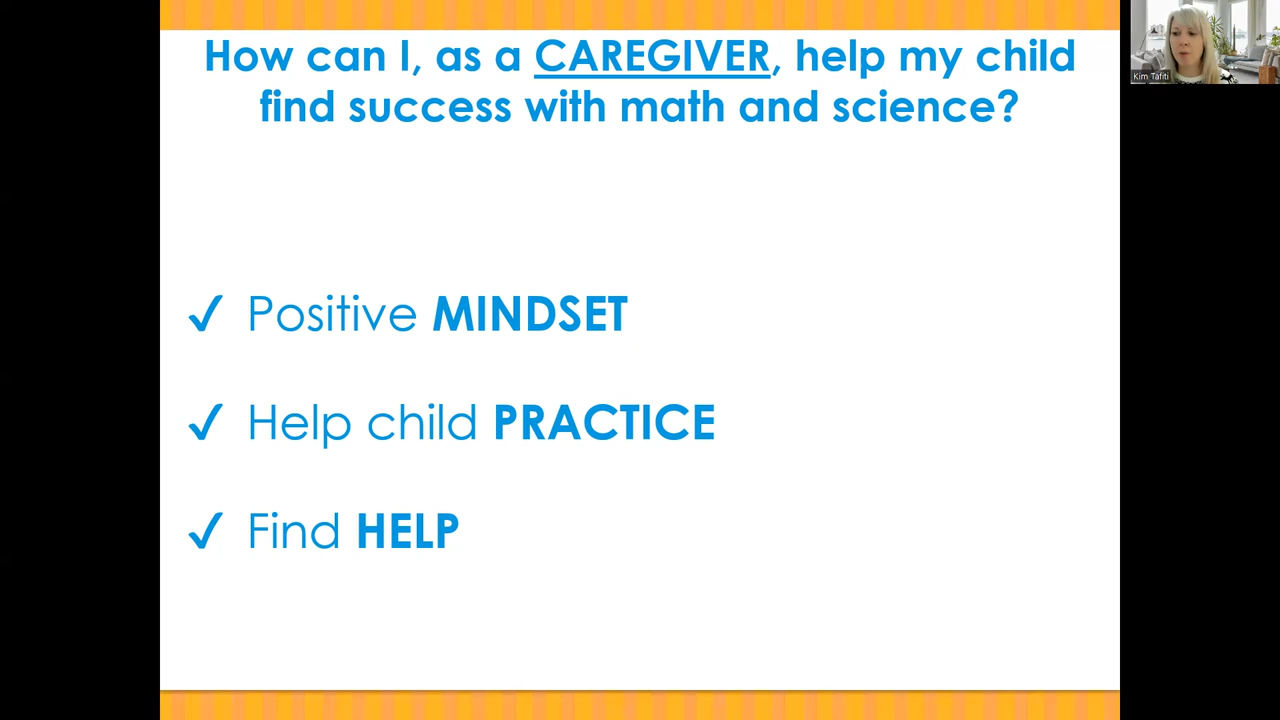 How can I, as a CAREGIVER, help my child
find success with math and science?
✓ Positive MINDSET
✓ Help child PRACTICE
✓ Find HELP
Kim Tafiti